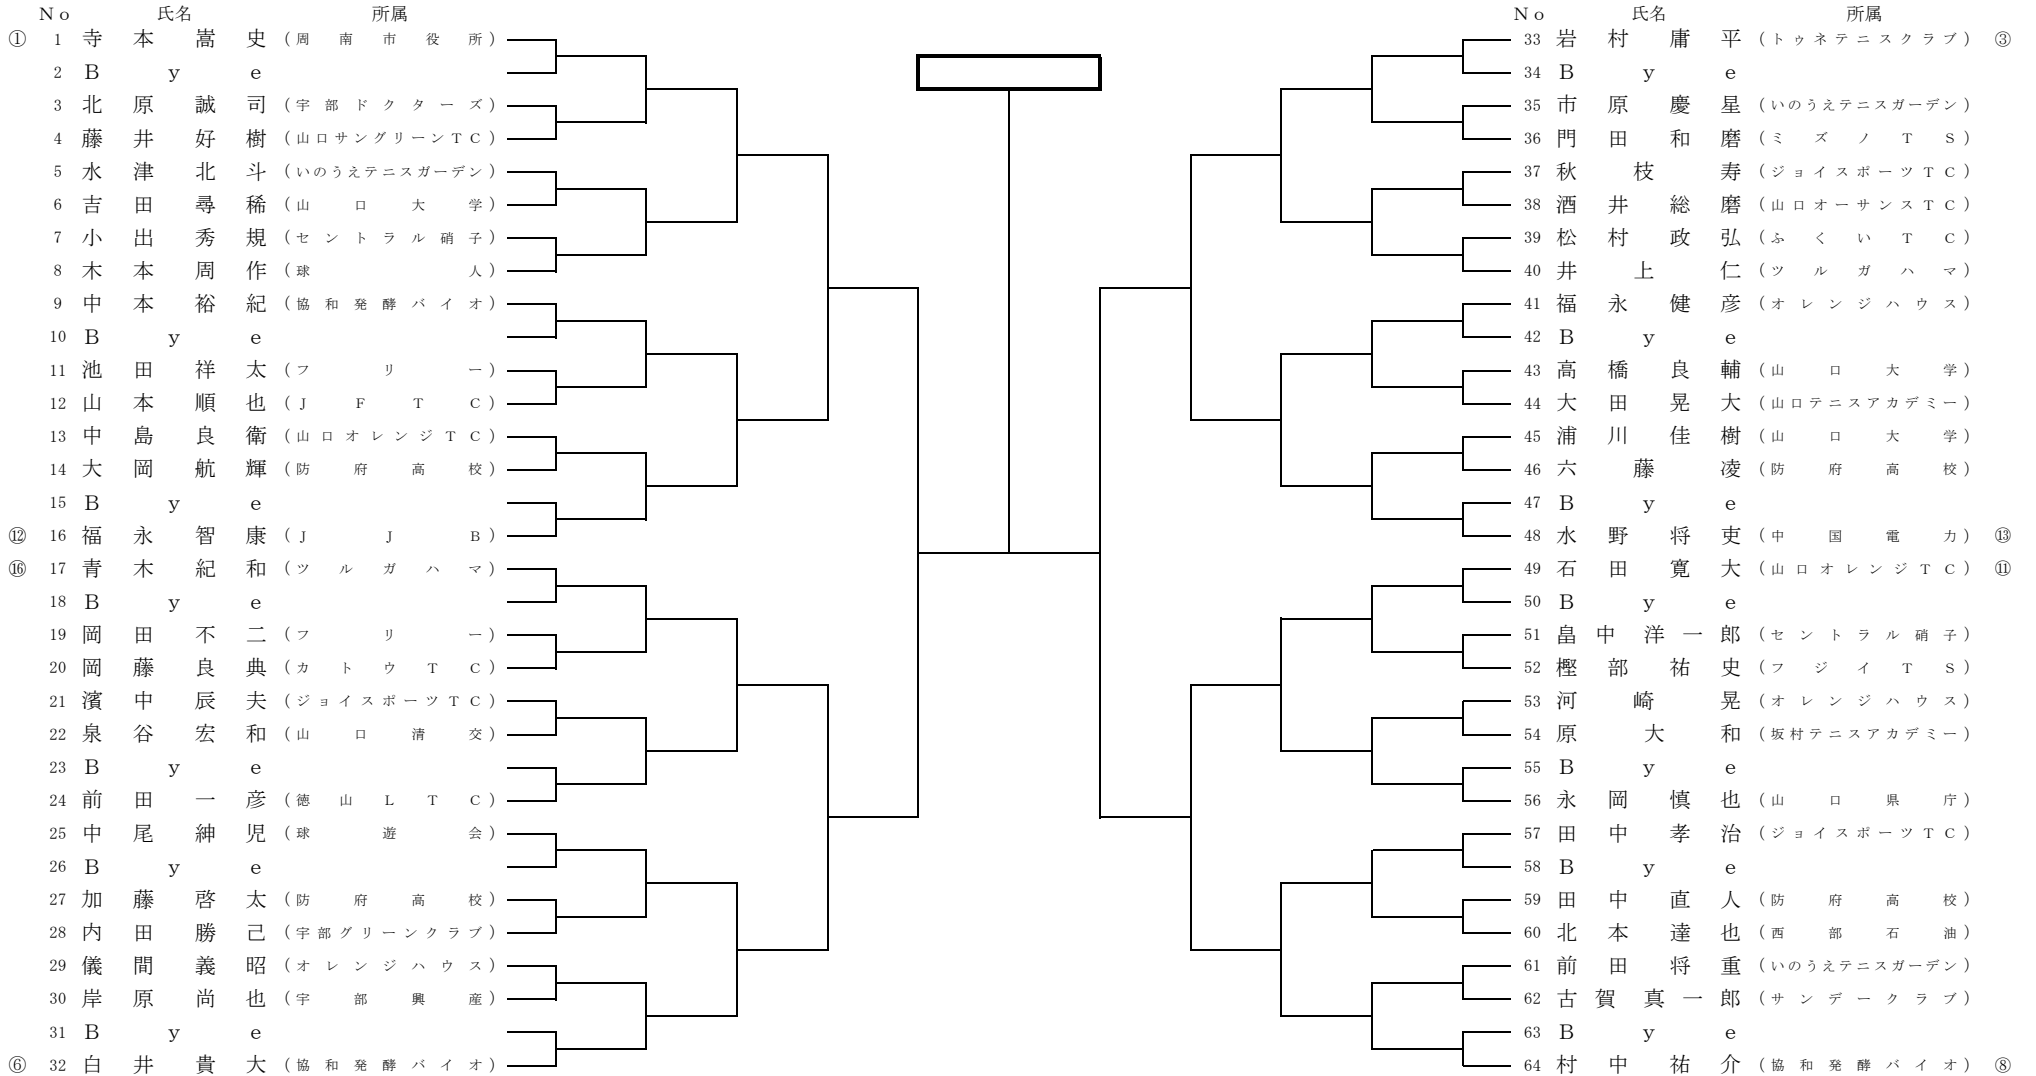 No 氏名 所属
① 1 寺本嵩史 (周南市役所)
2 Bye
3 北原誠司 (宇部ドクターズ)
4 藤井好樹 (山口サングリーンTC)
5 水津北斗 (いのうえテニスガーデン)
6 吉田尋稀 (山口大学)
7 小出秀規 (セントラル硝子)
8 木本周作 (球人)
9 中本裕紀 (協和発酵バイオ)
10 Bye
11 池田祥太 (フリー)
12 山本順也 (JFTC)
13 中島良衛 (山口オレンジTC)
14 大岡航輝 (防府高校)
15 Bye
⑫ 16 福永智康 (JJB)
⑯ 17 青木紀和 (ツルガハマ)
18 Bye
19 岡田不二 (フリー)
20 岡藤良典 (カトウTC)
21 濱中辰夫 (ジョイスポーツTC)
22 泉谷宏和 (山口清交)
23 Bye
24 前田一彦 (徳山LTC)
25 中尾紳児 (球遊会)
26 Bye
27 加藤啓太 (防府高校)
28 内田勝己 (宇部グリーンクラブ)
29 儀間義昭 (オレンジハウス)
30 岸原尚也 (宇部興産)
31 Bye
⑥ 32 白井貴大 (協和発酵バイオ)
No 氏名 所属
33 岩村庸平 (トゥネテニスクラブ) ③
34 Bye
35 市原慶星 (いのうえテニスガーデン)
36 門田和磨 (ミズノTS)
37 秋枝寿 (ジョイスポーツTC)
38 酒井総磨 (山口オーサンスTC)
39 松村政弘 (ふくいTC)
40 井上仁 (ツルガハマ)
41 福永健彦 (オレンジハウス)
42 Bye
43 高橋良輔 (山口大学)
44 大田晃大 (山口テニスアカデミー)
45 浦川佳樹 (山口大学)
46 六藤凌 (防府高校)
47 Bye
48 水野将吏 (中国電力) ⑬
49 石田寛大 (山口オレンジTC) ⑪
50 Bye
51 畠中洋一郎 (セントラル硝子)
52 樫部祐史 (フジイTS)
53 河崎晃 (オレンジハウス)
54 原大和 (坂村テニスアカデミー)
55 Bye
56 永岡慎也 (山口県庁)
57 田中孝治 (ジョイスポーツTC)
58 Bye
59 田中直人 (防府高校)
60 北本達也 (西部石油)
61 前田将重 (いのうえテニスガーデン)
62 古賀真一郎 (サンデークラブ)
63 Bye
64 村中祐介 (協和発酵バイオ) ⑧